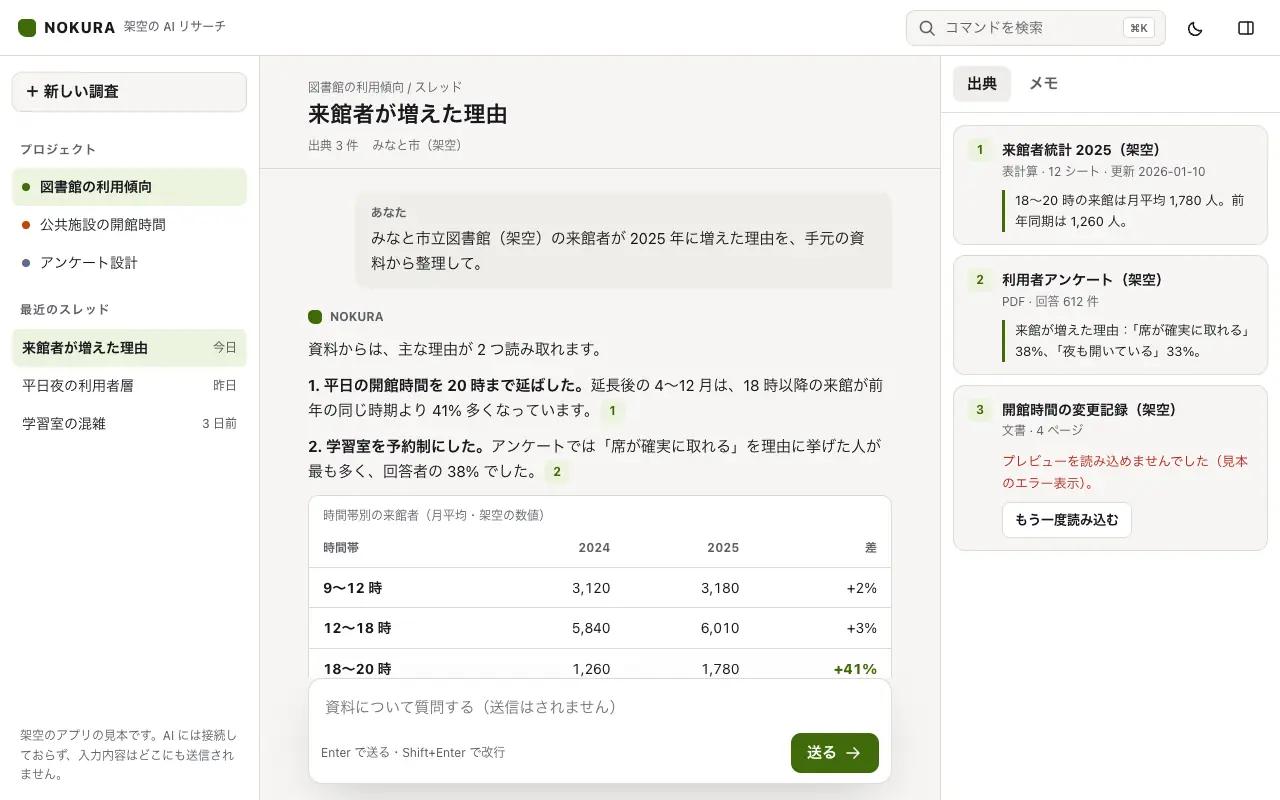 NOKURA 架空の AI リサーチ
コマンドを検索 ⌘K
+ 新しい調査
プロジェクト
図書館の利用傾向
公共施設の開館時間
アンケート設計
最近のスレッド
来館者が増えた理由 今日
平日夜の利用者層 昨日
学習室の混雑 3 日前
架空のアプリの見本です。AI には接続し
ておらず、入力内容はどこにも送信され
ません。
図書館の利用傾向 / スレッド
来館者が増えた理由
出典 3 件 みなと市（架空）
あなた
みなと市立図書館（架空）の来館者が 2025 年に増えた理由を、手元の資
料から整理して。
NOKURA
資料からは、主な理由が 2 つ読み取れます。
1. 平日の開館時間を 20 時まで延ばした。延長後の 4〜12 月は、18 時以降の来館が前
年の同じ時期より 41% 多くなっています。 1
2. 学習室を予約制にした。アンケートでは「席が確実に取れる」を理由に挙げた人が
最も多く、回答者の 38% でした。 2
時間帯別の来館者（月平均・架空の数値）
時間帯 2024 2025 差
9〜12 時 3,120 3,180 +2%
12〜18 時 5,840 6,010 +3%
18〜20 時 1,260 1,780 +41%
資料について質問する（送信はされません）
Enter で送る・Shift+Enter で改行
送る →
出典 メモ
1 来館者統計 2025（架空）
表計算 · 12 シート · 更新 2026-01-10
18〜20 時の来館は月平均 1,780 人。前
年同期は 1,260 人。
2 利用者アンケート（架空）
PDF · 回答 612 件
来館が増えた理由：「席が確実に取れる」
38%、「夜も開いている」33%。
3 開館時間の変更記録（架空）
文書 · 4 ページ
プレビューを読み込めませんでした（見本
のエラー表示）。
もう一度読み込む